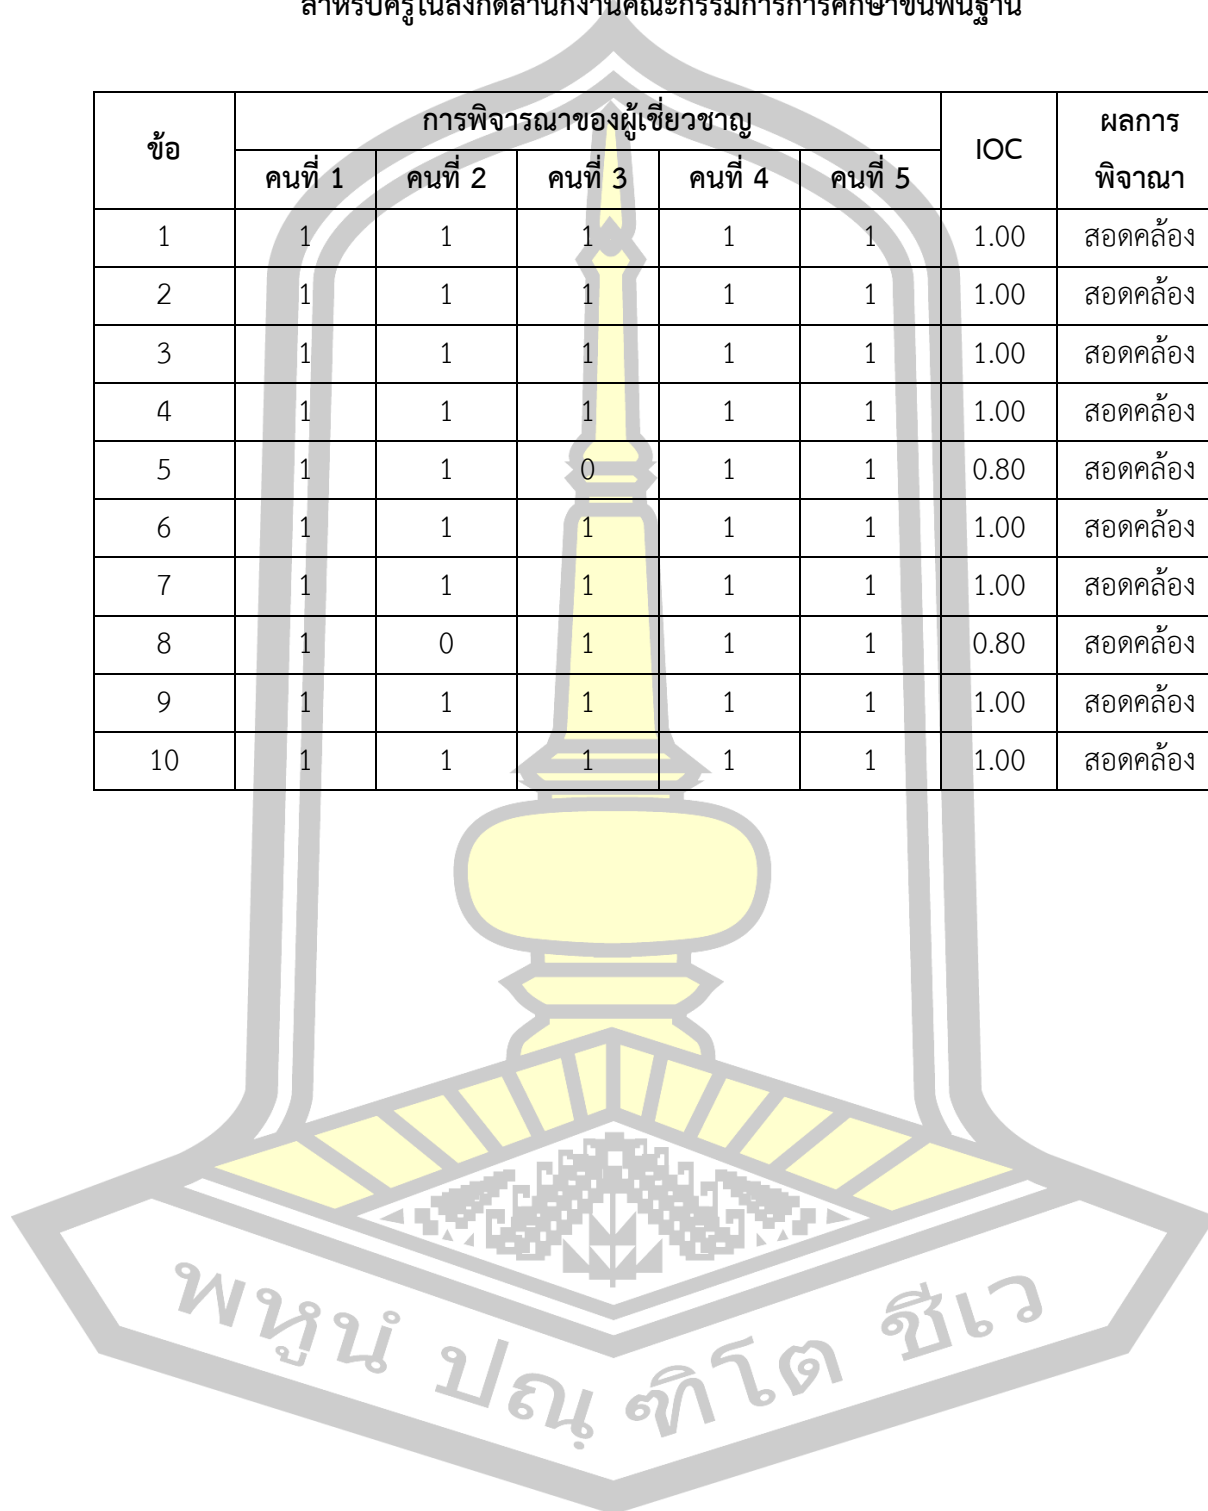 สำหรับครูในสังกัดสำนักงานคณะกรรมการการศึกษาขั้นพื้นฐาน
ข้อ การพิจารณาของผู้เชี่ยวชาญ IOC ผลการพิจาณา
คนที่ 1 คนที่ 2 คนที่ 3 คนที่ 4 คนที่ 5
1 1 1 1 1 1 1.00 สอดคล้อง
2 1 1 1 1 1 1.00 สอดคล้อง
3 1 1 1 1 1 1.00 สอดคล้อง
4 1 1 1 1 1 1.00 สอดคล้อง
5 1 1 0 1 1 0.80 สอดคล้อง
6 1 1 1 1 1 1.00 สอดคล้อง
7 1 1 1 1 1 1.00 สอดคล้อง
8 1 0 1 1 1 0.80 สอดคล้อง
9 1 1 1 1 1 1.00 สอดคล้อง
10 1 1 1 1 1 1.00 สอดคล้อง
พหูนํ ปณฺฑิโต ชีเว